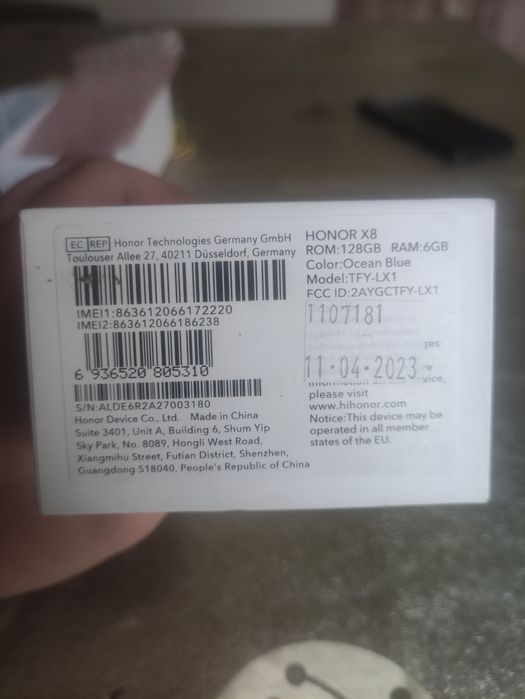 EC REP Honor Technologies Germany GmbH
Toulouser Allee 27, 40211 Düsseldorf, Germany
IMEI1:863612066172220
IMEI2:863612066186238
6 936520 805310
S/N:ALDE6R2A27003180
Honor Device Co., Ltd. Made in China
Suite 3401, Unit A, Building 6, Shum Yip
Sky Park, No. 8089, Hongli West Road,
Xiangmihu Street, Futian District, Shenzhen,
Guangdong 518040, People's Republic of China
HONOR X8
ROM:128GB RAM:6GB
Color:Ocean Blue
Model:TFY-LX1
FCC ID:2AYGCTFY-LX1
1107181
11·04·2023
please visit
www.hihonor.com
Notice:This device may be
operated in all member
states of the EU.